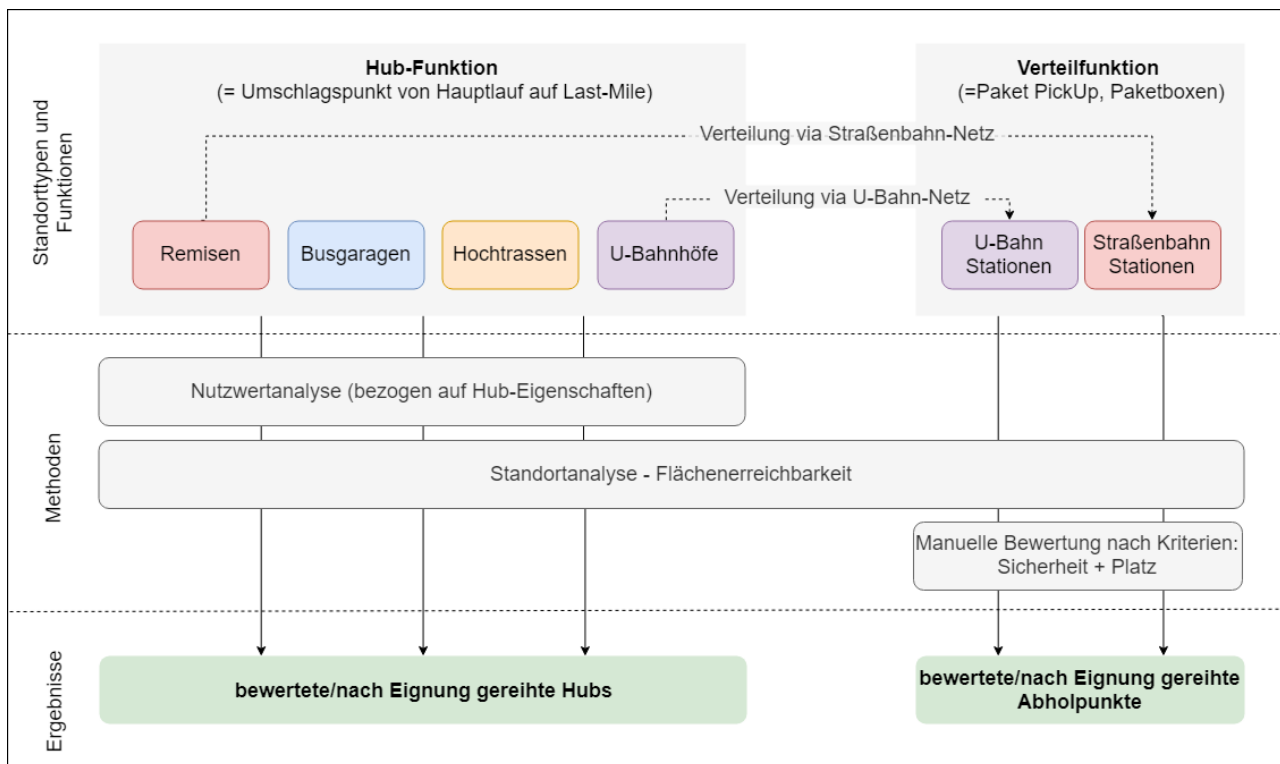 Standorttypen und
Funktionen
Hub-Funktion
(= Umschlagspunkt von Hauptlauf auf Last-Mile)
Verteilfunktion
(=Paket PickUp, Paketboxen)
Verteilung via Straßenbahn-Netz
Verteilung via U-Bahn-Netz
Remisen
Busgaragen
Hochtrassen
U-Bahnhöfe
U-Bahn
Stationen
Straßenbahn
Stationen
Methoden
Nutzwertanalyse (bezogen auf Hub-Eigenschaften)
Standortanalyse - Flächenerreichbarkeit
Manuelle Bewertung nach Kriterien:
Sicherheit + Platz
Ergebnisse
bewertete/nach Eignung gereihte Hubs
bewertete/nach Eignung gereihte
Abholpunkte